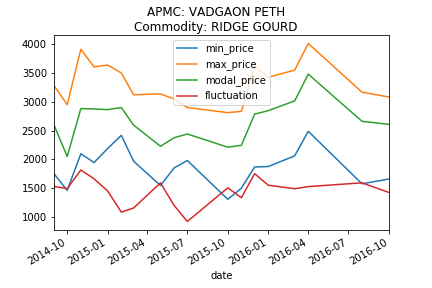 APMC: VADGAON PETH
Commodity: RIDGE GOURD
min_price
max_price
modal_price
fluctuation
4000
3500
3000
2500
2000
1500
1000
2014-10
2015-01
2015-04
2015-07
2015-10
2016-01
2016-04
2016-07
2016-10
date